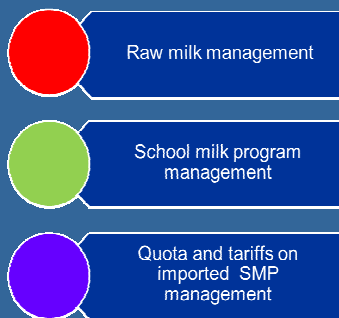 Raw milk management
School milk program
management
Quota and tariffs on
imported SMP
management